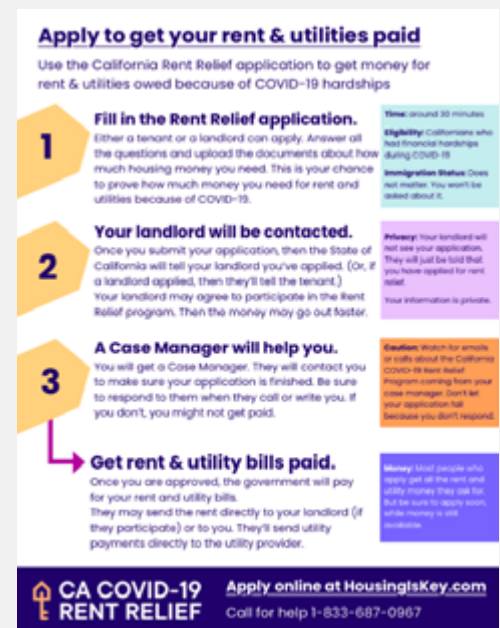 Apply to get your rent & utilities paid
Use the California Rent Relief application to get money for
rent & utilities owed because of COVID-19 hardships
1
Fill in the Rent Relief application.
Either a tenant or a landlord can apply. Answer all
the questions and upload the documents about how
much housing money you need. This is your chance
to prove how much money you need for rent and
utilities because of COVID-19.
Time: around 30 minutes
Eligibility: Californians who
had financial hardships
during COVID-19
Immigration Status: Does
not matter. You won't be
asked about it.
2
Your landlord will be contacted.
Once you submit your application, then the State of
California will tell your landlord you've applied. (Or, if
a landlord applied, then they'll tell the tenant.)
Your landlord may agree to participate in the Rent
Relief program. Then the money may go out faster.
Privacy: Your landlord will
not see your application.
They will just be told that
you have applied for rent
relief.
Your information is private.
3
A Case Manager will help you.
You will get a Case Manager. They will contact you
to make sure your application is finished. Be sure
to respond to them when they call or write you. If
you don't, you might not get paid.
Caution: Watch for emails
or calls about the California
COVID-19 Rent Relief
Program coming from your
case manager. Don't let
your application fail
because you don't respond.
Get rent & utility bills paid.
Once you are approved, the government will pay
for your rent and utility bills.
They may send the rent directly to your landlord (if
they participate) or to you. They'll send utility
payments directly to the utility provider.
Money: Most people who
apply get all the rent and
utility money they ask for.
But be sure to apply soon,
while money is still
available.
CA COVID-19
RENT RELIEF
Apply online at HousingIsKey.com
Call for help 1-833-687-0967